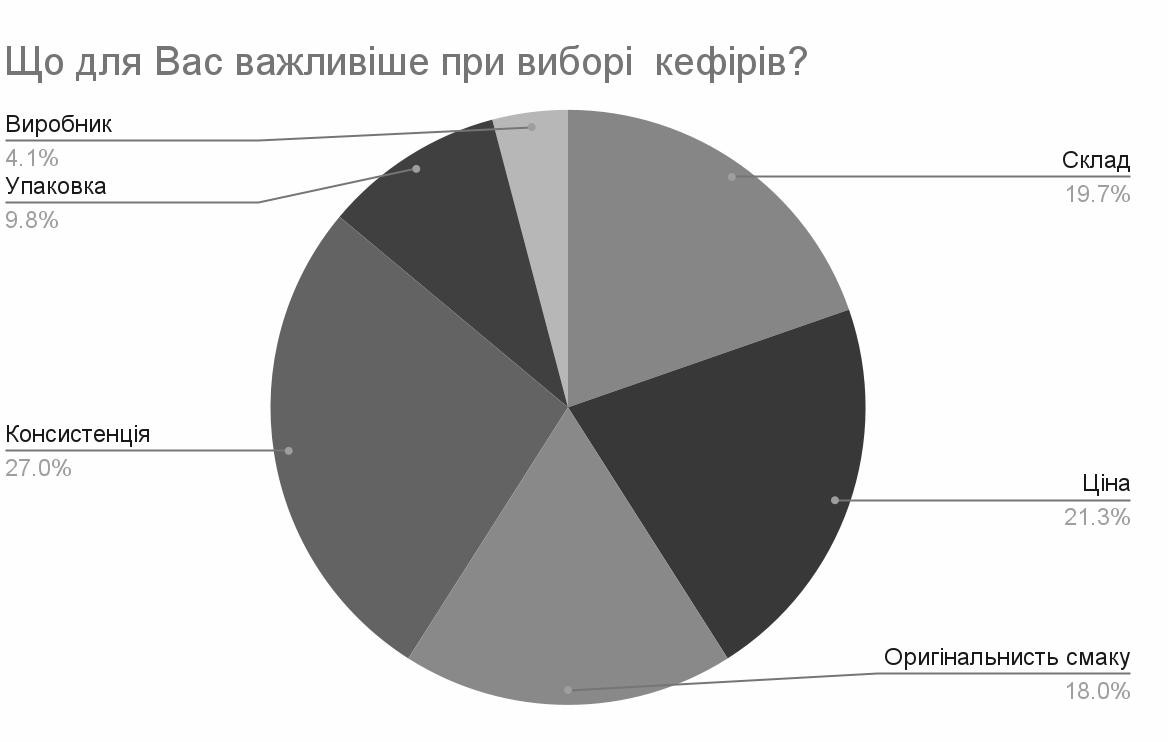 Що для Вас важливіше при виборі  кефірів?
Виробник
4.1%
Упаковка
9.8%
Консистенція
27.0%
Склад
19.7%
Ціна
21.3%
Оригінальнисть смаку
18.0%